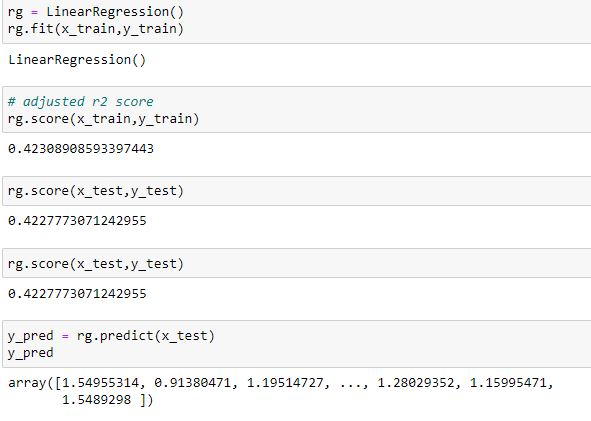 rg = LinearRegression()
rg.fit(x_train,y_train)
LinearRegression()
# adjusted r2 score
rg.score(x_train,y_train)
0.42308908593397443
rg.score(x_test,y_test)
0.4227773071242955
rg.score(x_test,y_test)
0.4227773071242955
y_pred = rg.predict(x_test)
y_pred
array([1.54955314, 0.91380471, 1.19514727, ..., 1.28029352, 1.15995471,
1.5489298 ])